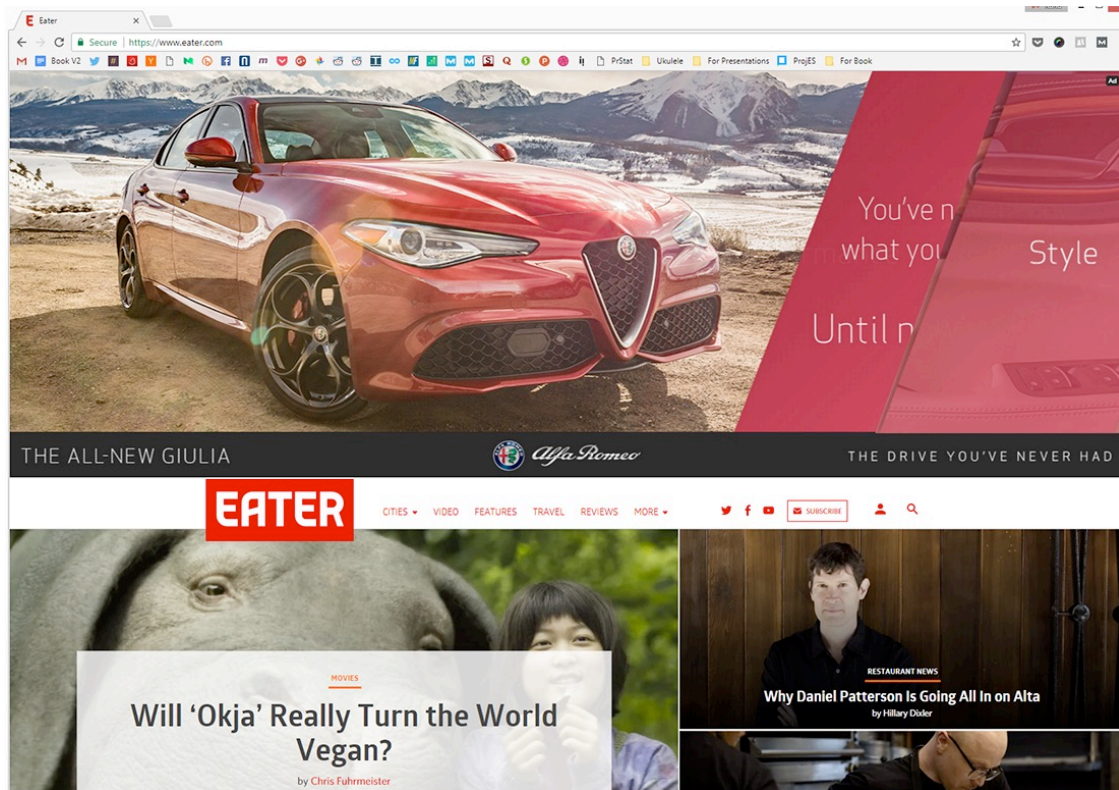 Eater
Secure | https://www.eater.com
Book V2
PrStat
Ukulele
For Presentations
ProjES
For Book
Ad
You've n
what you
Until n
Style
THE ALL-NEW GIULIA
Alfa Romeo
THE DRIVE YOU'VE NEVER HAD
EATER
CITIES VIDEO FEATURES TRAVEL REVIEWS MORE
SUBSCRIBE
MOVIES
Will ‘Okja’ Really Turn the World
Vegan?
by Chris Fuhrmeister
RESTAURANT NEWS
Why Daniel Patterson Is Going All In on Alta
by Hillary Dixler